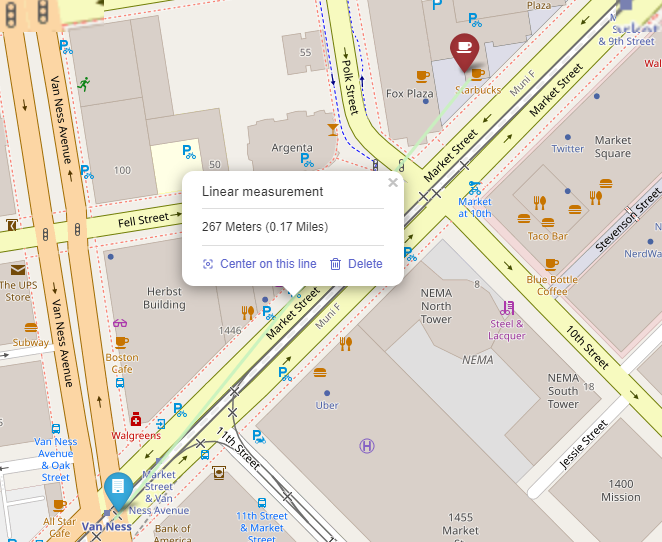 P
Plaza
Market
& 9th Street
55
Polk Street
Fox Plaza
Starbucks
Muni F
Market Street
Market Street
Van Ness Avenue
Argenta
100
50
Twitter
Market
Square
Market
at 10th
Fell Street
Linear measurement
×
267 Meters (0.17 Miles)
Center on this line
Delete
Taco Bar
Stevenson Street
NerdWa
Blue Bottle
Coffee
The UPS
Store
Herbst
Building
1446
Market Street
Muni F
NEMA
North
Tower
8
Steel &
Lacquer
10th Street
Subway
Van Ness Avenue
Boston
Cafe
NEMA
NEMA
South
Tower
18
Uber
Walgreens
11th Street
H
Jessie Street
Van Ness
Avenue
& Oak
Street
Market
Street
& Van
Ness Avenue
1400
Mission
All Star
Cafe
Van Ness
Bank of
America
11th Street
& Market
Street
1455
Market